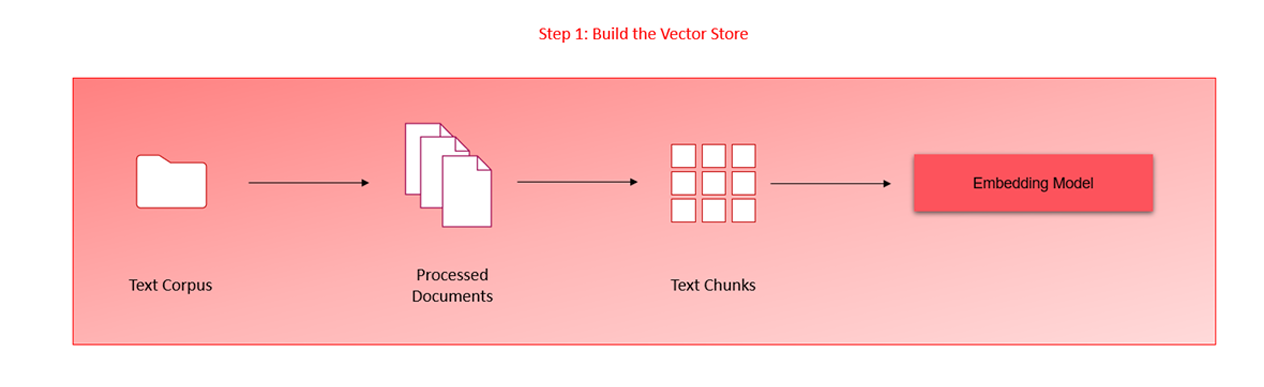 Step 1: Build the Vector Store
Embedding Model
Text Corpus
Processed
Documents
Text Chunks